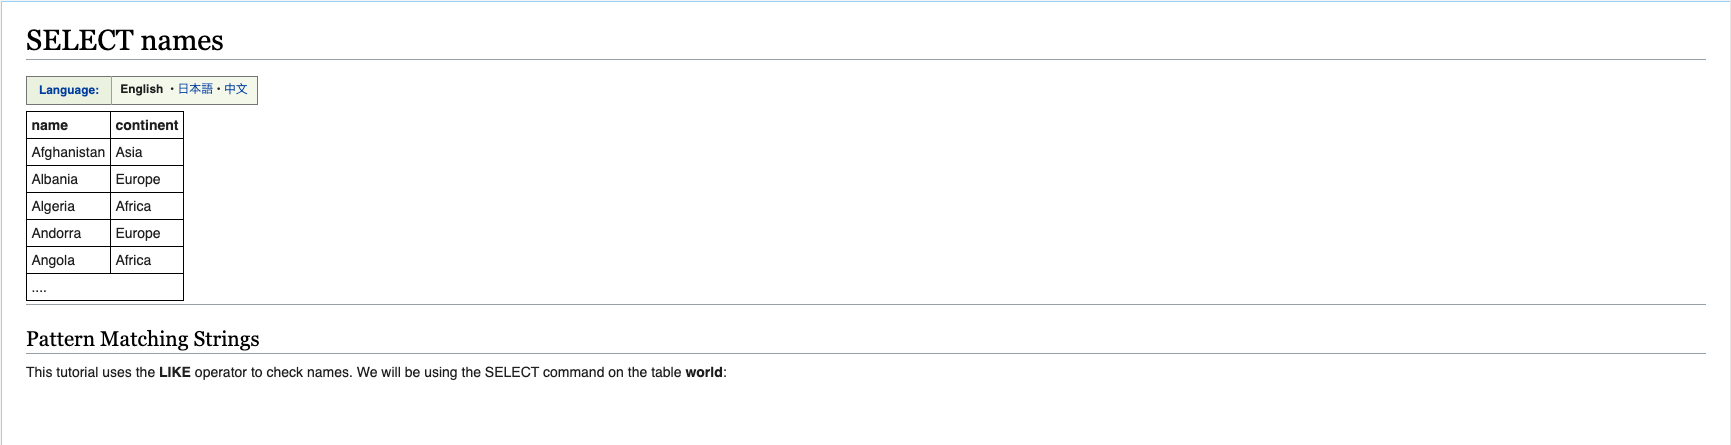 SELECT names
Language: English • 日本語 • 中文
name continent
Afghanistan Asia
Albania Europe
Algeria Africa
Andorra Europe
Angola Africa
....
Pattern Matching Strings
This tutorial uses the LIKE operator to check names. We will be using the SELECT command on the table world: